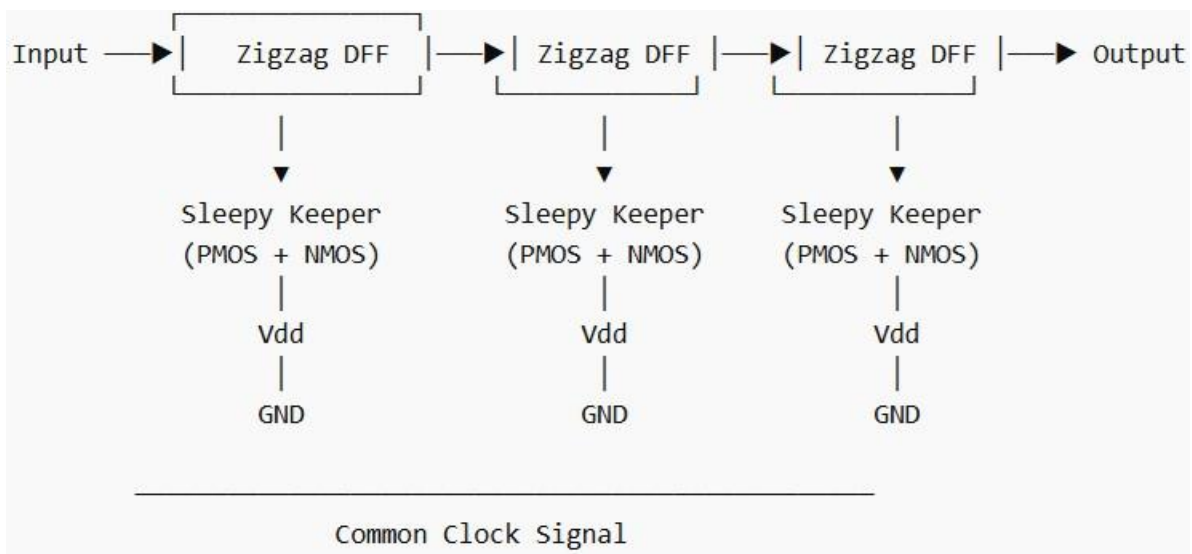 Input Zigzag DFF Zigzag DFF Zigzag DFF Output
Sleepy Keeper Sleepy Keeper Sleepy Keeper
(PMOS + NMOS) (PMOS + NMOS) (PMOS + NMOS)
Vdd Vdd Vdd
GND GND GND
Common Clock Signal